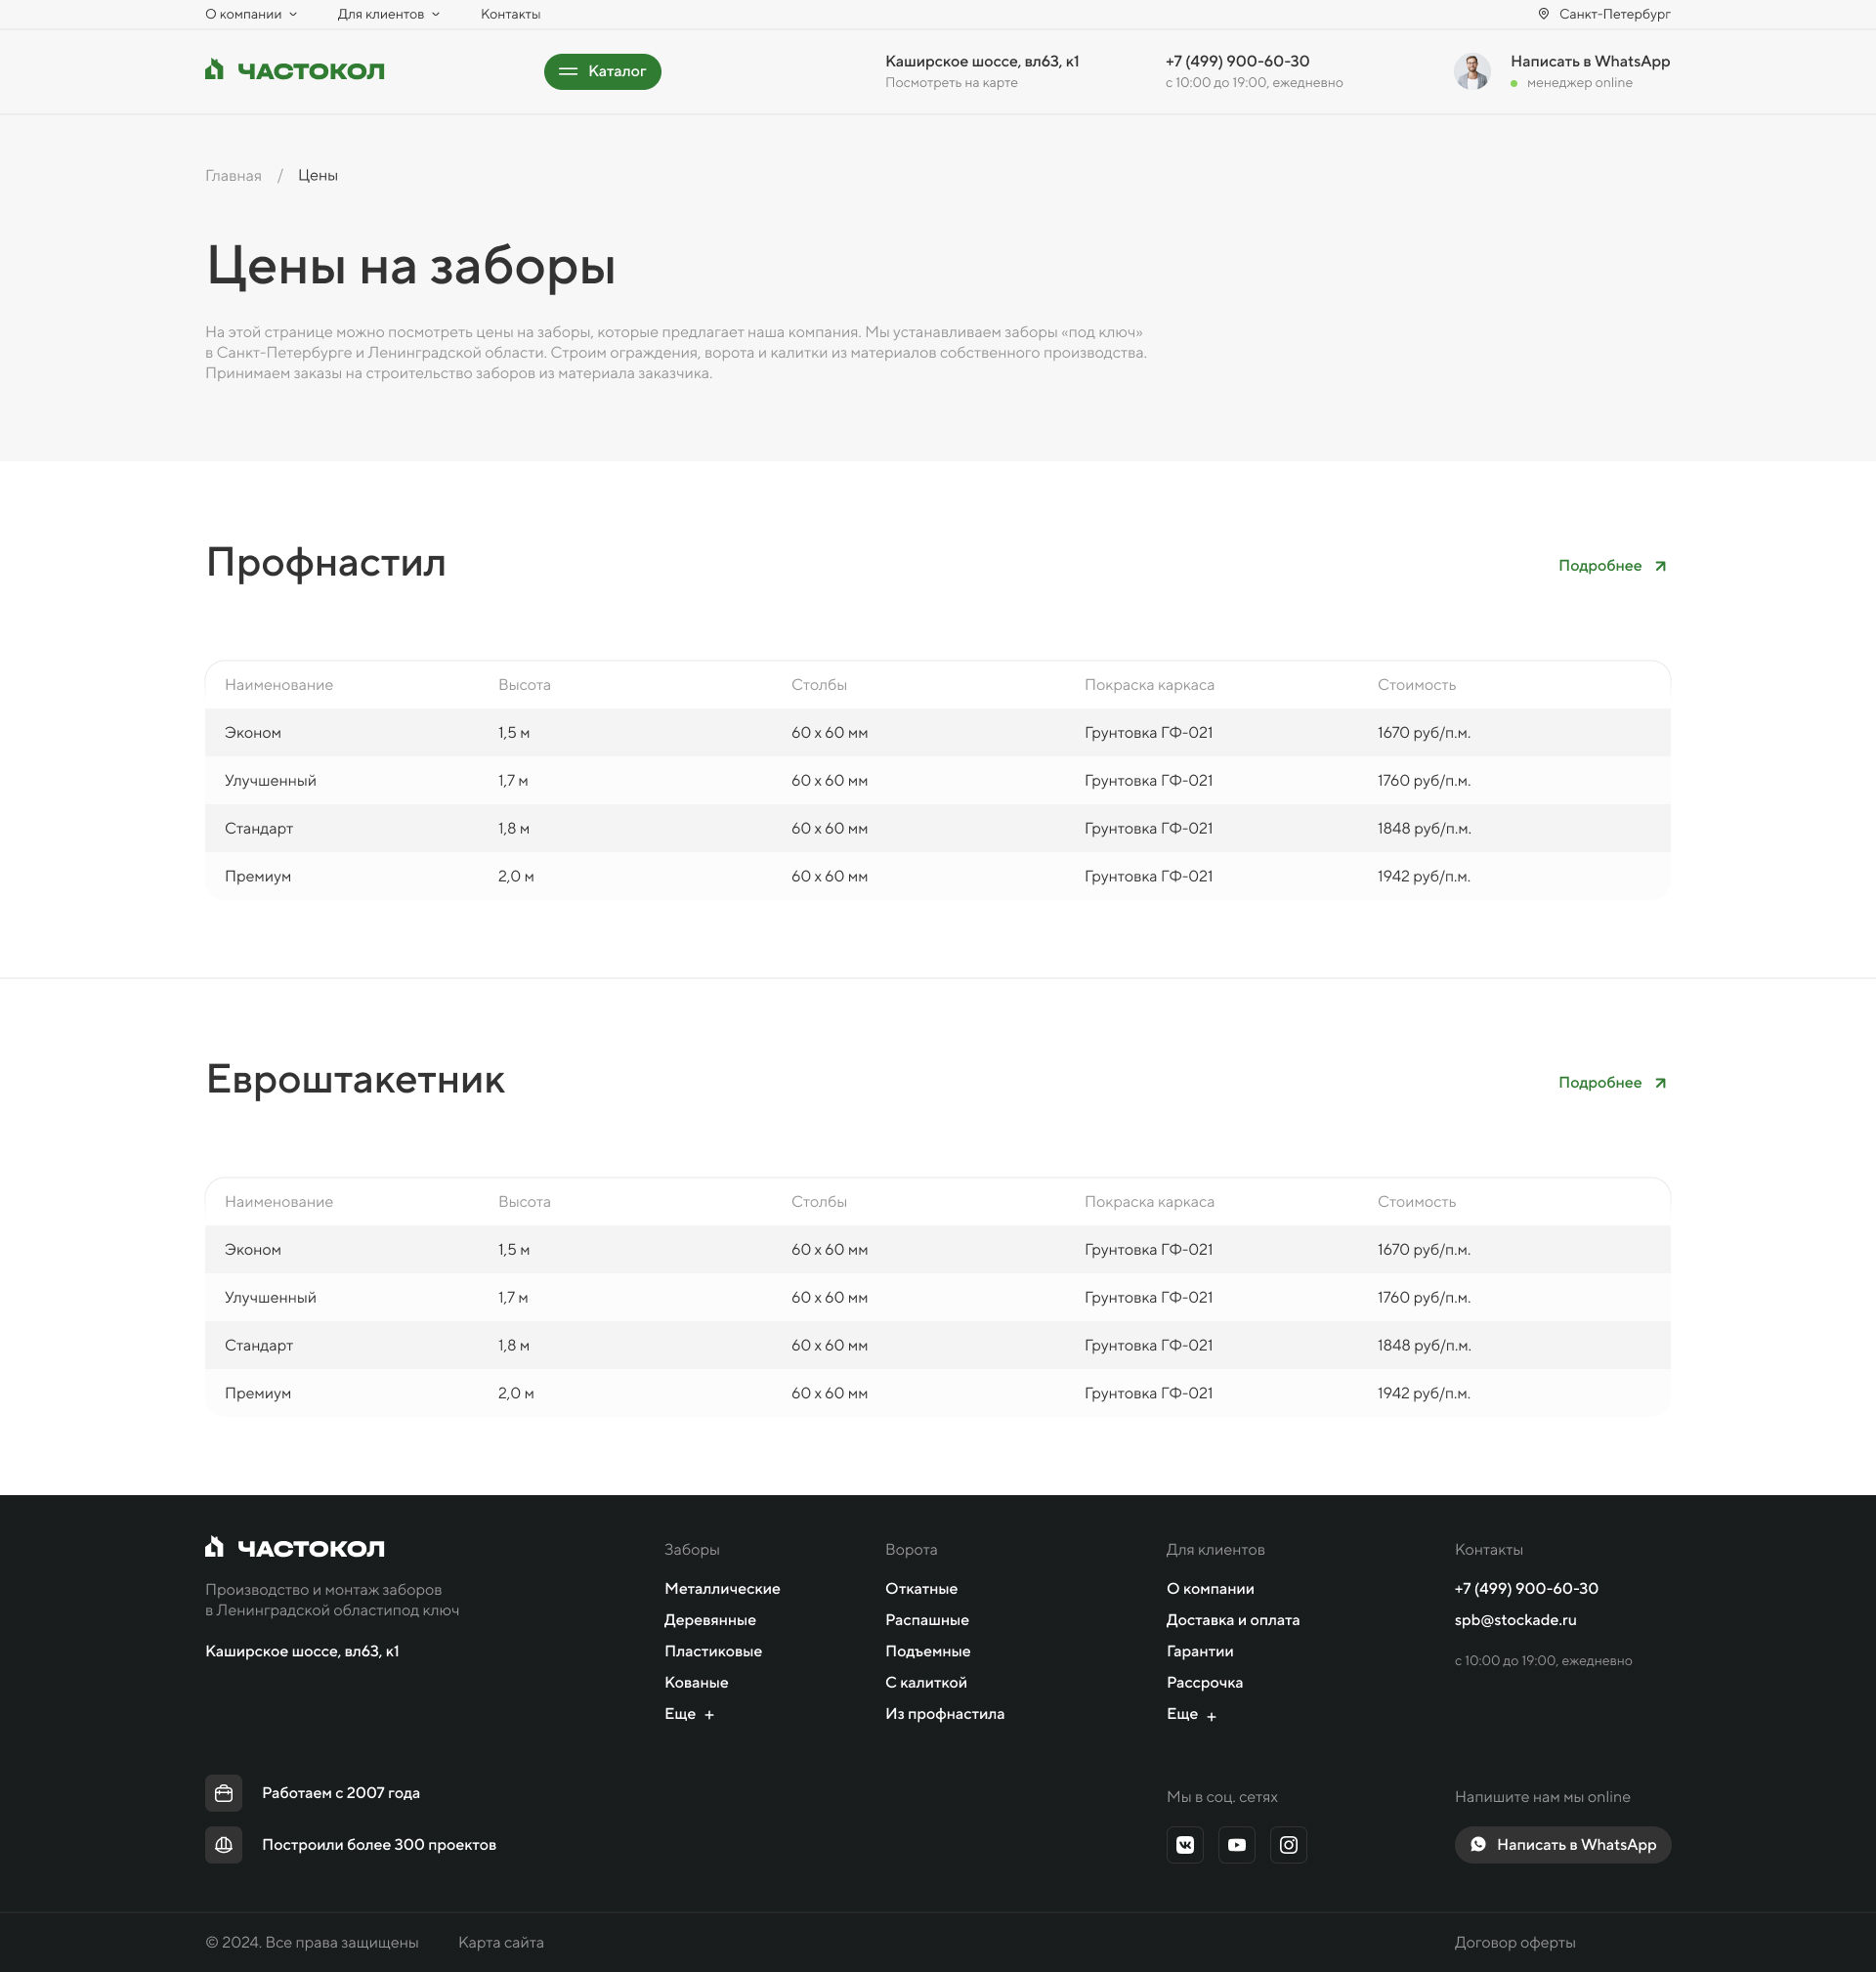 О компании
Для клиентов
Контакты
Санкт-Петербург
ЧАСТОКОЛ
Каталог
Каширское шоссе, вл63, к1
Посмотреть на карте
+7 (499) 900-60-30
с 10:00 до 19:00, ежедневно
Написать в WhatsApp
менеджер online
Главная / Цены
Цены на заборы
На этой странице можно посмотреть цены на заборы, которые предлагает наша компания. Мы устанавливаем заборы «под ключ»
в Санкт-Петербурге и Ленинградской области. Строим ограждения, ворота и калитки из материалов собственного производства.
Принимаем заказы на строительство заборов из материала заказчика.
Профнастил
Подробнее
Наименование Высота Столбы Покраска каркаса Стоимость
Эконом 1,5 м 60 х 60 мм Грунтовка ГФ-021 1670 руб/п.м.
Улучшенный 1,7 м 60 х 60 мм Грунтовка ГФ-021 1760 руб/п.м.
Стандарт 1,8 м 60 х 60 мм Грунтовка ГФ-021 1848 руб/п.м.
Премиум 2,0 м 60 х 60 мм Грунтовка ГФ-021 1942 руб/п.м.
Евроштакетник
Подробнее
Наименование Высота Столбы Покраска каркаса Стоимость
Эконом 1,5 м 60 х 60 мм Грунтовка ГФ-021 1670 руб/п.м.
Улучшенный 1,7 м 60 х 60 мм Грунтовка ГФ-021 1760 руб/п.м.
Стандарт 1,8 м 60 х 60 мм Грунтовка ГФ-021 1848 руб/п.м.
Премиум 2,0 м 60 х 60 мм Грунтовка ГФ-021 1942 руб/п.м.
ЧАСТОКОЛ
Производство и монтаж заборов
в Ленинградской областипод ключ
Каширское шоссе, вл63, к1
Заборы
Металлические
Деревянные
Пластиковые
Кованые
Еще +
Ворота
Откатные
Распашные
Подъемные
С калиткой
Из профнастила
Для клиентов
О компании
Доставка и оплата
Гарантии
Рассрочка
Еще +
Контакты
+7 (499) 900-60-30
spb@stockade.ru
с 10:00 до 19:00, ежедневно
Работаем с 2007 года
Построили более 300 проектов
Мы в соц. сетях
Напишите нам мы online
Написать в WhatsApp
© 2024. Все права защищены
Карта сайта
Договор оферты